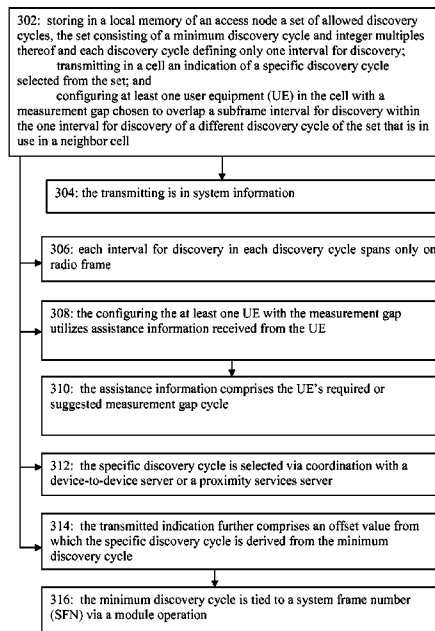 302: storing in a local memory of an access node a set of allowed discovery
cycles, the set consisting of a minimum discovery cycle and integer multiples
thereof and each discovery cycle defining only one interval for discovery;
transmitting in a cell an indication of a specific discovery cycle
selected from the set; and
configuring at least one user equipment (UE) in the cell with a
measurement gap chosen to overlap a subframe interval for discovery within
the one interval for discovery of a different discovery cycle of the set that is in
use in a neighbor cell
304: the transmitting is in system information
306: each interval for discovery in each discovery cycle spans only on
radio frame
308: the configuring the at least one UE with the measurement gap
utilizes assistance information received from the UE
310: the assistance information comprises the UE's required or
suggested measurement gap cycle
312: the specific discovery cycle is selected via coordination with a
device-to-device server or a proximity services server
314: the transmitted indication further comprises an offset value from
which the specific discovery cycle is derived from the minimum
discovery cycle
316: the minimum discovery cycle is tied to a system frame number
(SFN) via a module operation